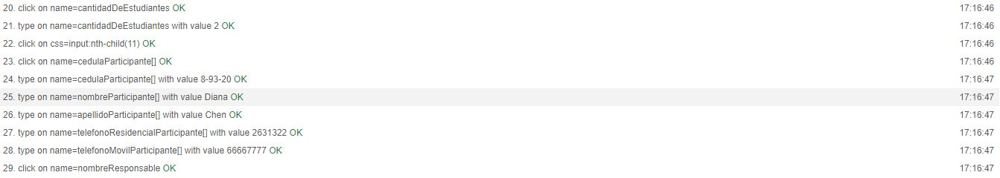 20. click on name=cantidadDeEstudiantes OK 17:16:46
21. type on name=cantidadDeEstudiantes with value 2 OK 17:16:46
22. click on css=input:nth-child(11) OK 17:16:46
23. click on name=cedulaParticipante[] OK 17:16:46
24. type on name=cedulaParticipante[] with value 8-93-20 OK 17:16:47
25. type on name=nombreParticipante[] with value Diana OK 17:16:47
26. type on name=apellidoParticipante[] with value Chen OK 17:16:47
27. type on name=telefonoResidencialParticipante[] with value 2631322 OK 17:16:47
28. type on name=telefonoMovilParticipante[] with value 66667777 OK 17:16:47
29. click on name=nombreResponsable OK 17:16:47